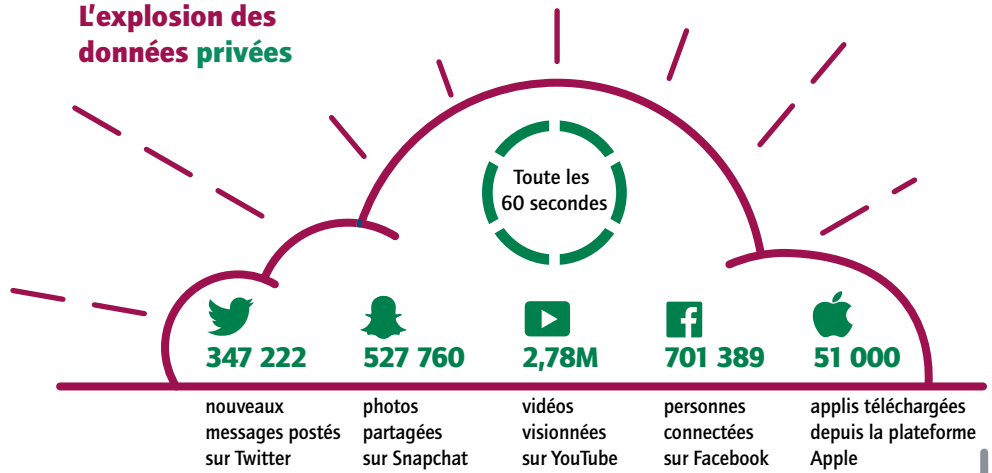 L'explosion des
données privées
Toute les
60 secondes
347 222
nouveaux
messages postés
sur Twitter
527 760
photos
partagées
sur Snapchat
2,78M
vidéos
visionnées
sur YouTube
701 389
personnes
connectées
sur Facebook
51 000
applis téléchargées
depuis la plateforme
Apple